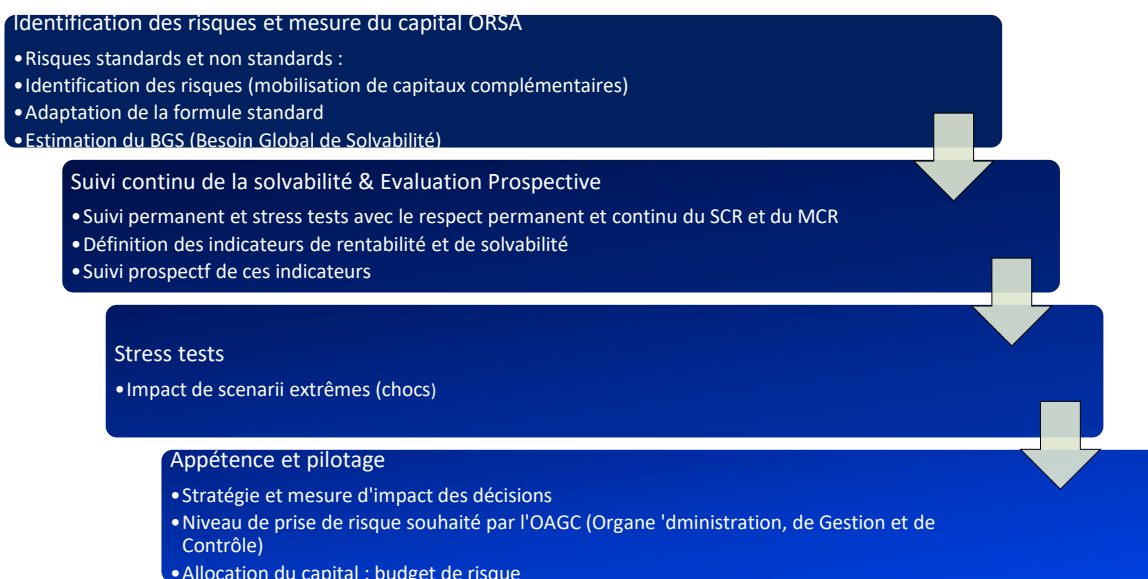 Identification des risques et mesure du capital ORSA
•Risques standards et non standards :
•Identification des risques (mobilisation de capitaux complémentaires)
•Adaptation de la formule standard
•Estimation du BGS (Besoin Global de Solvabilité)
Suivi continu de la solvabilité & Evaluation Prospective
•Suivi permanent et stress tests avec le respect permanent et continu du SCR et du MCR
•Définition des indicateurs de rentabilité et de solvabilité
•Suivi prospectf de ces indicateurs
Stress tests
•Impact de scenarii extrêmes (chocs)
Appétence et pilotage
•Stratégie et mesure d'impact des décisions
•Niveau de prise de risque souhaité par l'OAGC (Organe 'dministration, de Gestion et de
Contrôle)
•Allocation du capital : budget de risque